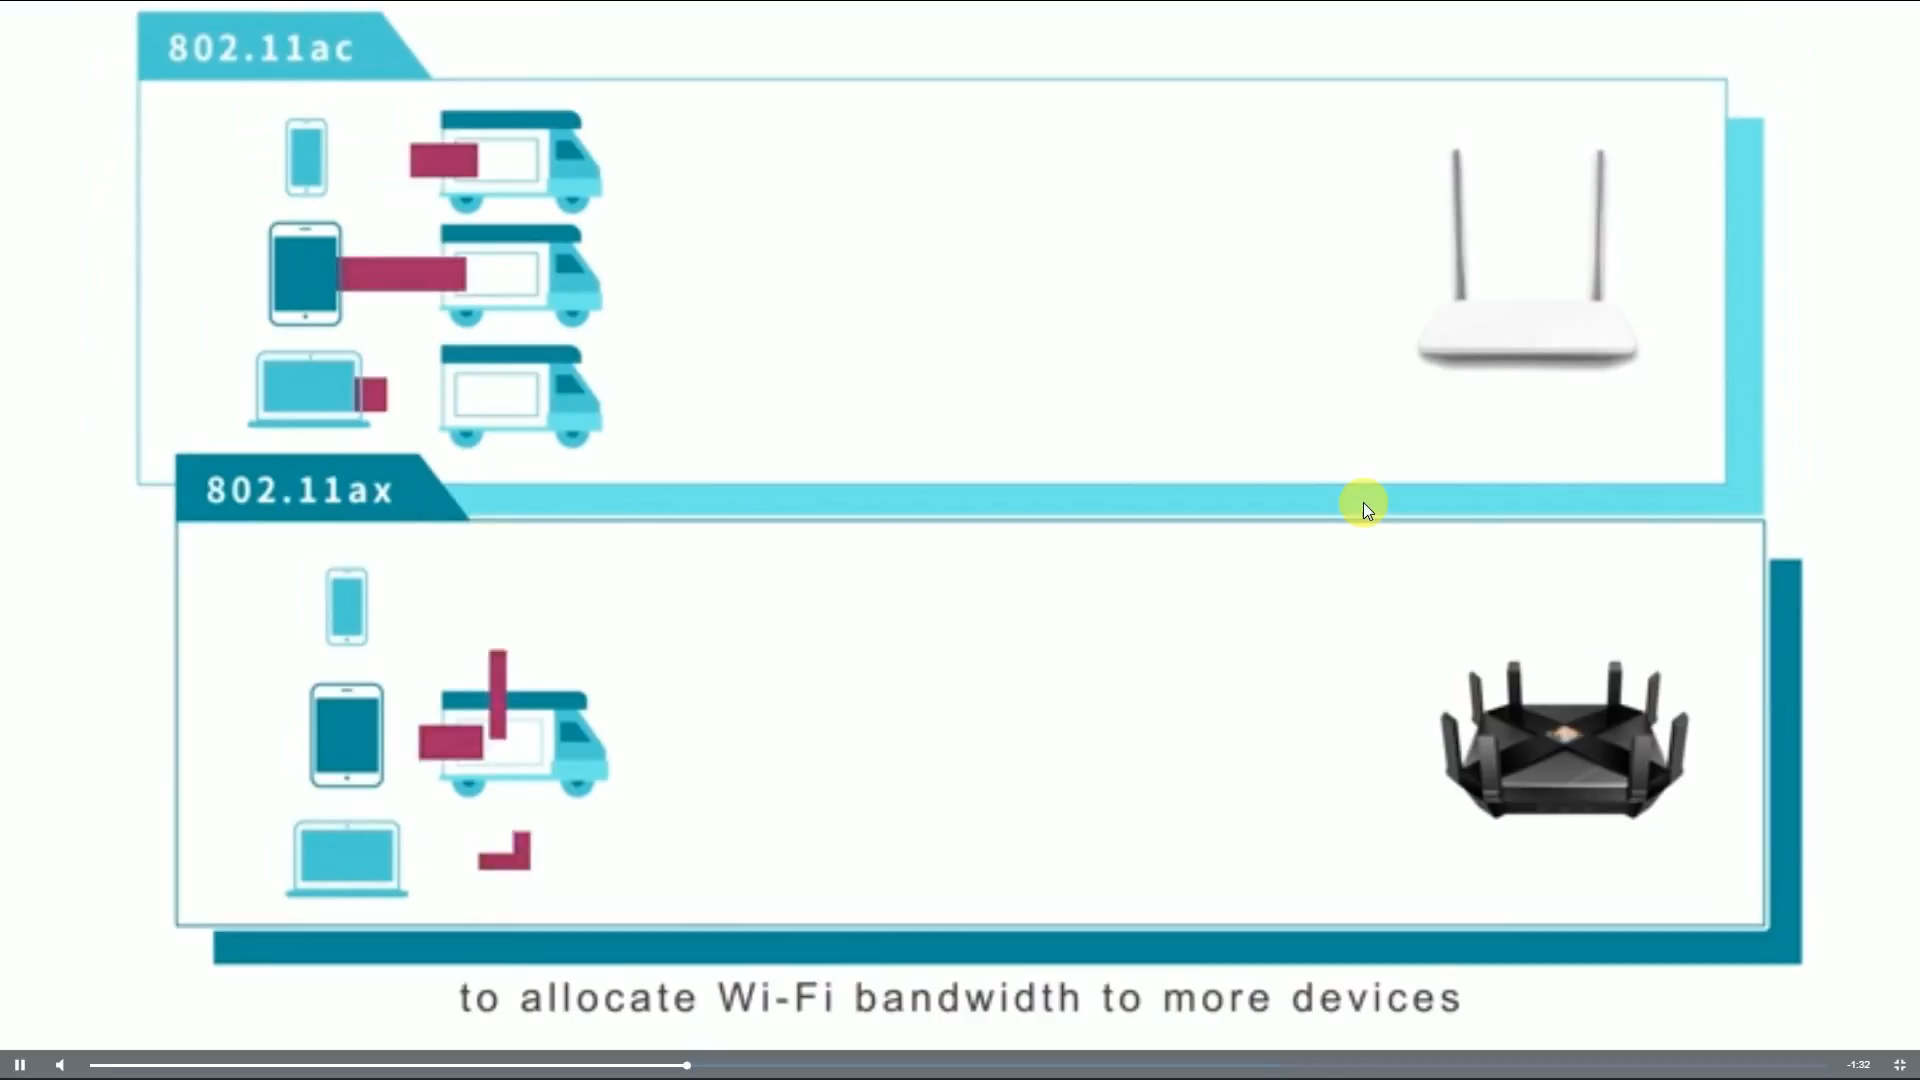 802.11ac
802.11ax
to allocate Wi-Fi bandwidth to more devices
-1:32